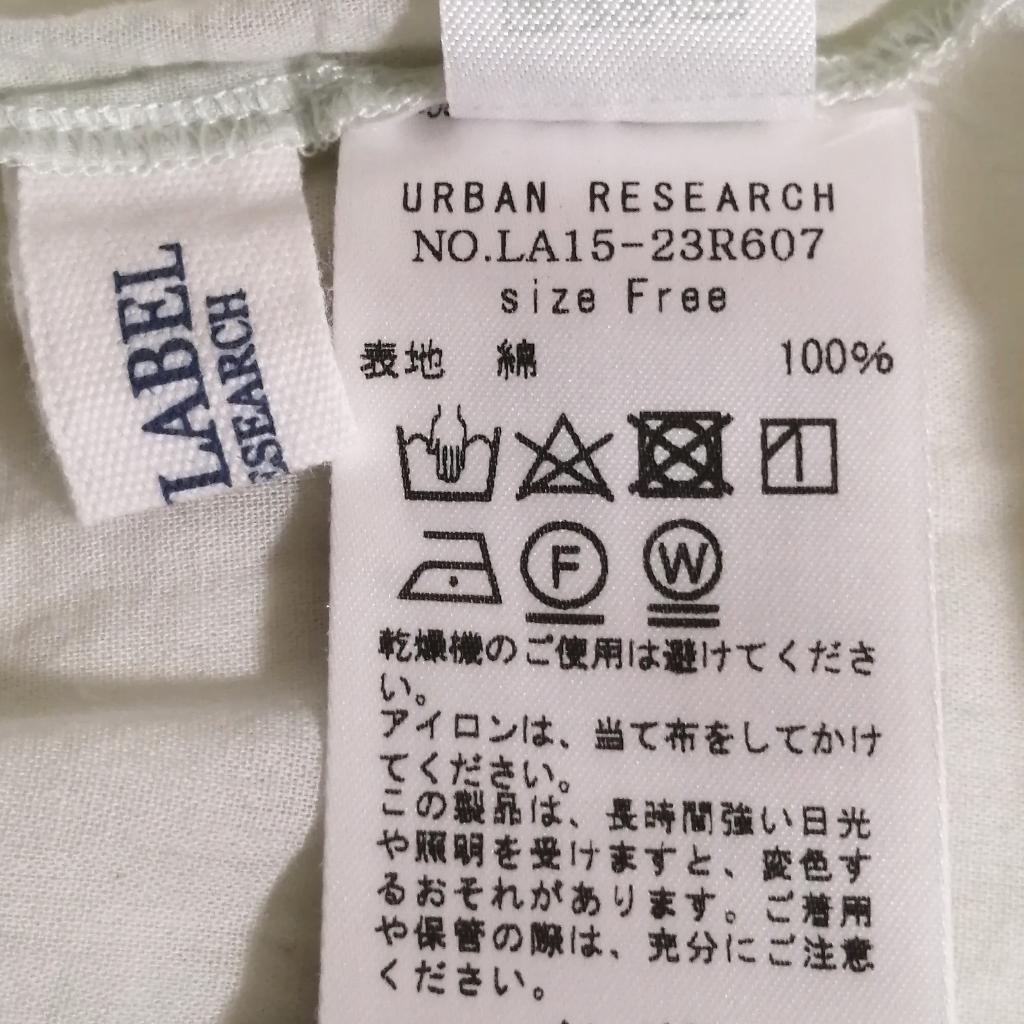 LABEL
URBAN RESEARCH
NO.LA15-23R607
size Free
表地 綿 100%
F W
乾燥機のご使用は避けてくださ
い。
アイロンは、当て布をしてかけ
てください。
この製品は、長時間強い日光
や照明を受けますと、変色す
るおそれがあります。ご着用
や保管の際は、充分にご注意
ください。